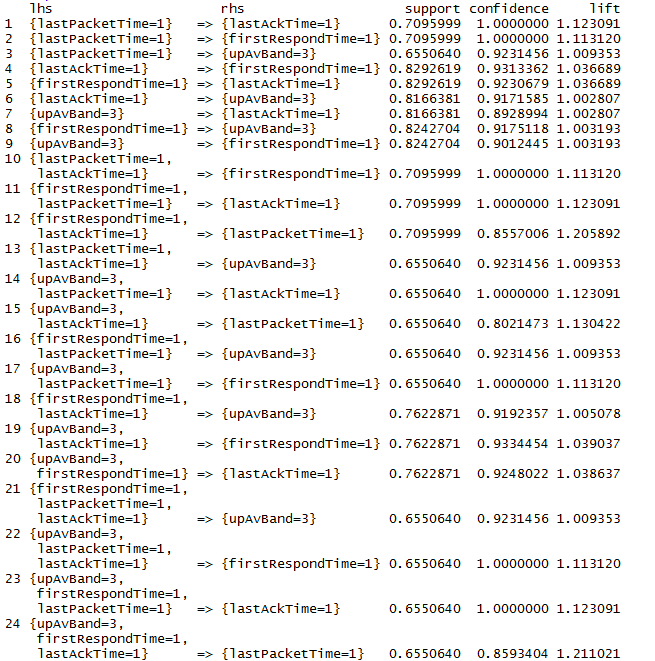 lhs rhs support confidence lift
1 {lastPacketTime=1} => {lastAckTime=1} 0.7095999 1.0000000 1.123091
2 {lastPacketTime=1} => {firstRespondTime=1} 0.7095999 1.0000000 1.113120
3 {lastPacketTime=1} => {upAvBand=3} 0.6550640 0.9231456 1.009353
4 {lastAckTime=1} => {firstRespondTime=1} 0.8292619 0.9313362 1.036689
5 {firstRespondTime=1} => {lastAckTime=1} 0.8292619 0.9230679 1.036689
6 {lastAckTime=1} => {upAvBand=3} 0.8166381 0.9171585 1.002807
7 {upAvBand=3} => {lastAckTime=1} 0.8166381 0.8928994 1.002807
8 {firstRespondTime=1} => {upAvBand=3} 0.8242704 0.9175118 1.003193
9 {upAvBand=3} => {firstRespondTime=1} 0.8242704 0.9012445 1.003193
10 {lastPacketTime=1,
lastAckTime=1} => {firstRespondTime=1} 0.7095999 1.0000000 1.113120
11 {firstRespondTime=1,
lastPacketTime=1} => {lastAckTime=1} 0.7095999 1.0000000 1.123091
12 {firstRespondTime=1,
lastAckTime=1} => {lastPacketTime=1} 0.7095999 0.8557006 1.205892
13 {lastPacketTime=1,
lastAckTime=1} => {upAvBand=3} 0.6550640 0.9231456 1.009353
14 {upAvBand=3,
lastPacketTime=1} => {lastAckTime=1} 0.6550640 1.0000000 1.123091
15 {upAvBand=3,
lastAckTime=1} => {lastPacketTime=1} 0.6550640 0.8021473 1.130422
16 {firstRespondTime=1,
lastPacketTime=1} => {upAvBand=3} 0.6550640 0.9231456 1.009353
17 {upAvBand=3,
lastPacketTime=1} => {firstRespondTime=1} 0.6550640 1.0000000 1.113120
18 {firstRespondTime=1,
lastAckTime=1} => {upAvBand=3} 0.7622871 0.9192357 1.005078
19 {upAvBand=3,
lastAckTime=1} => {firstRespondTime=1} 0.7622871 0.9334454 1.039037
20 {upAvBand=3,
firstRespondTime=1} => {lastAckTime=1} 0.7622871 0.9248022 1.038637
21 {firstRespondTime=1,
lastPacketTime=1,
lastAckTime=1} => {upAvBand=3} 0.6550640 0.9231456 1.009353
22 {upAvBand=3,
lastPacketTime=1,
lastAckTime=1} => {firstRespondTime=1} 0.6550640 1.0000000 1.113120
23 {upAvBand=3,
firstRespondTime=1,
lastPacketTime=1} => {lastAckTime=1} 0.6550640 1.0000000 1.123091
24 {upAvBand=3,
firstRespondTime=1,
lastAckTime=1} => {lastPacketTime=1} 0.6550640 0.8593404 1.211021